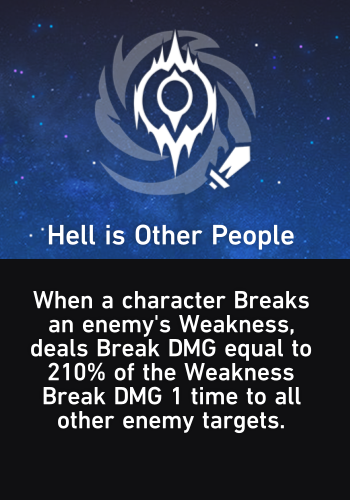 Hell is Other People
When a character Breaks
an enemy's Weakness,
deals Break DMG equal to
210% of the Weakness
Break DMG 1 time to all
other enemy targets.